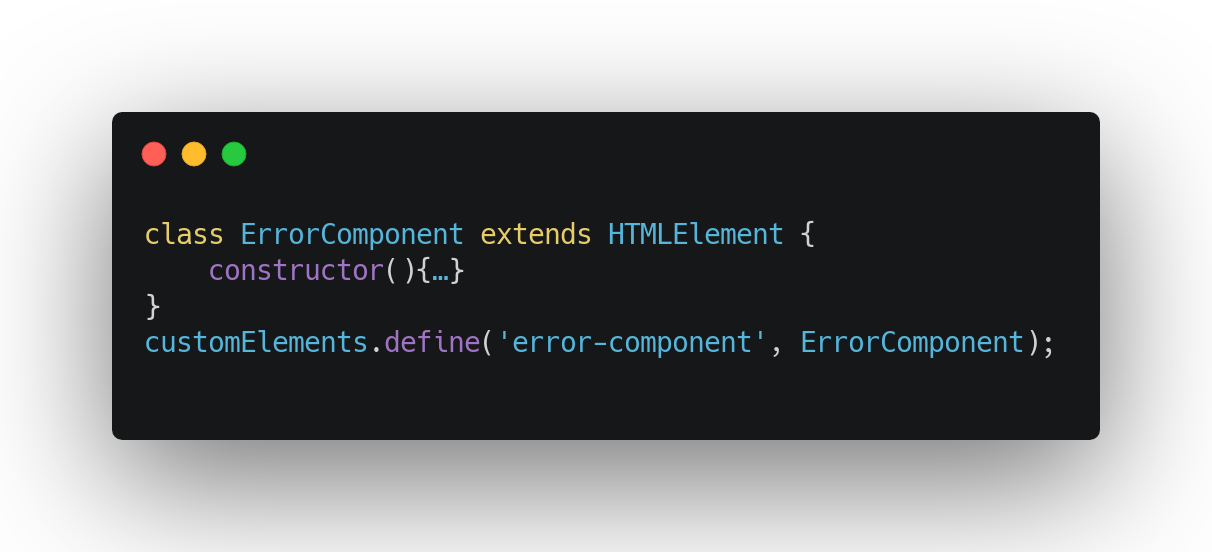 class ErrorComponent extends HTMLElement {
    constructor(){…}
}
customElements.define('error-component', ErrorComponent);